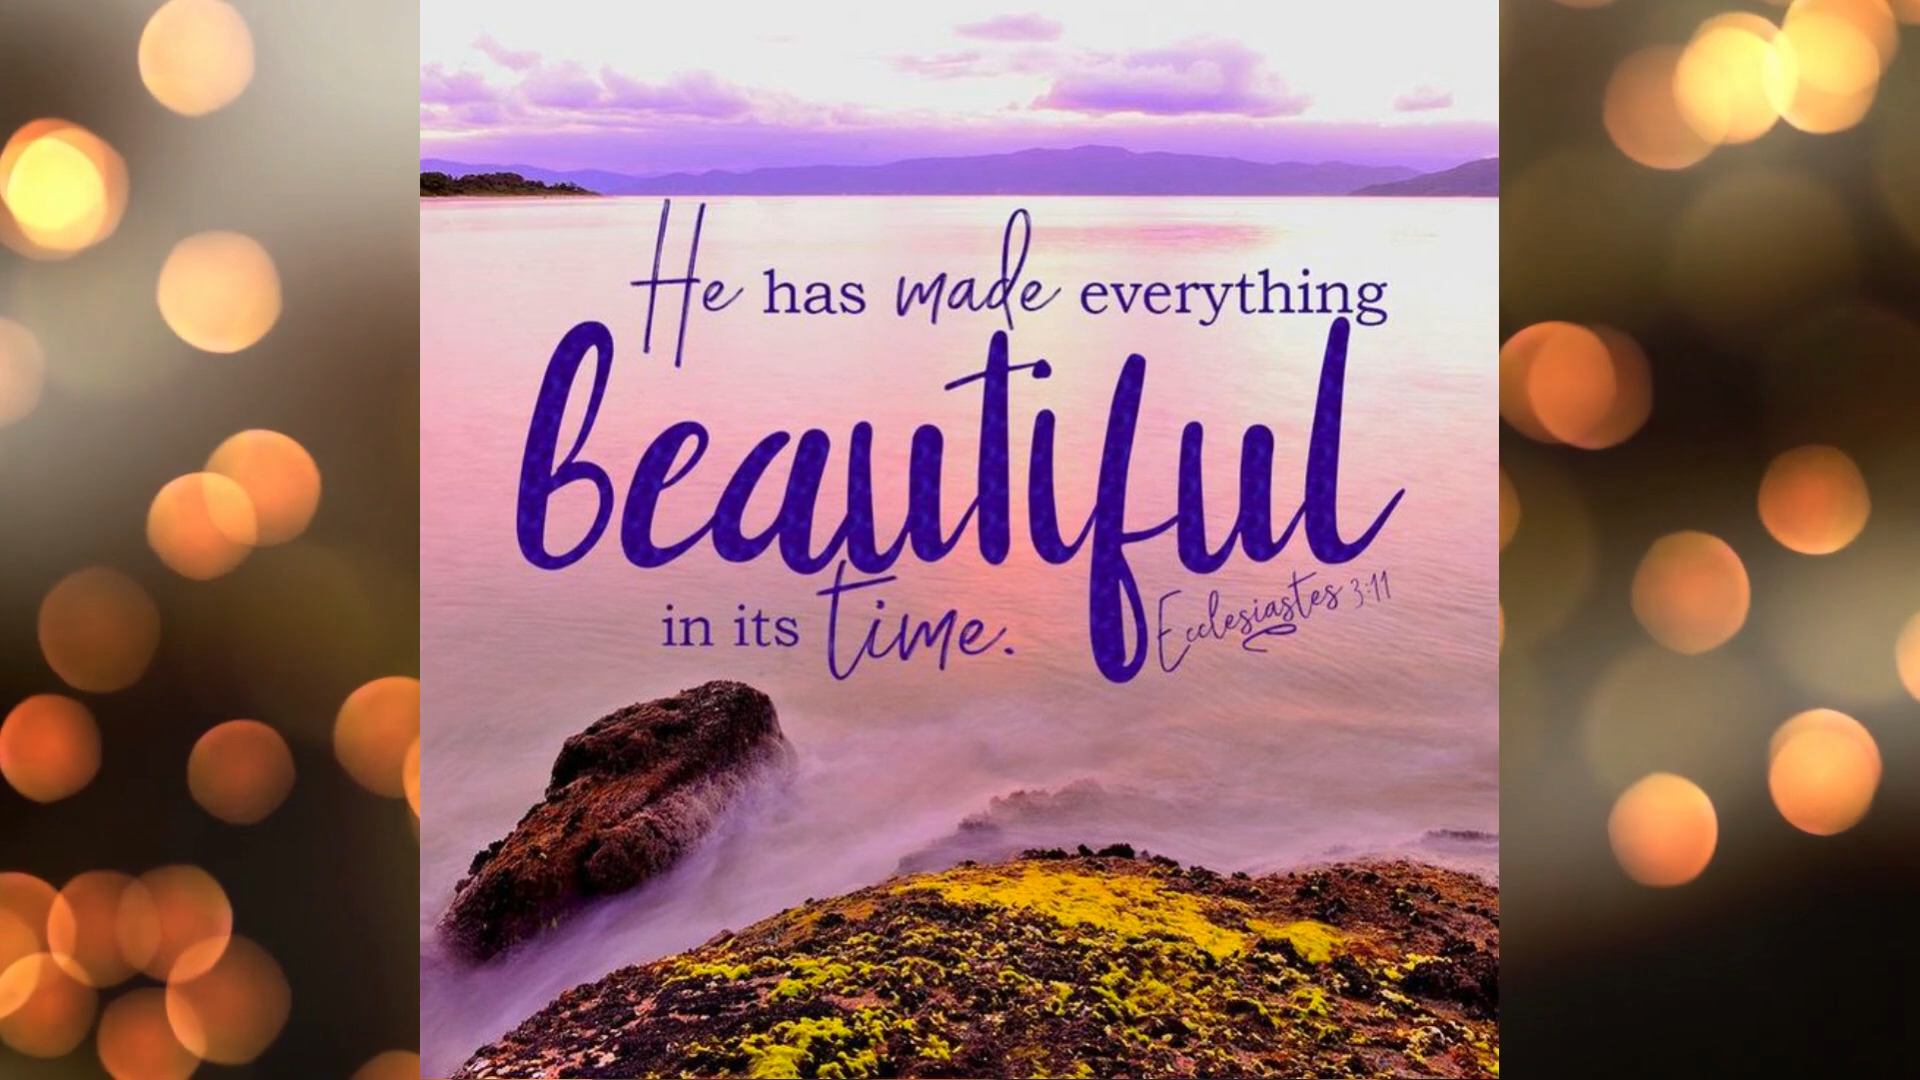 He has made everything
beautiful
in its time.
Ecclesiastes 3:11